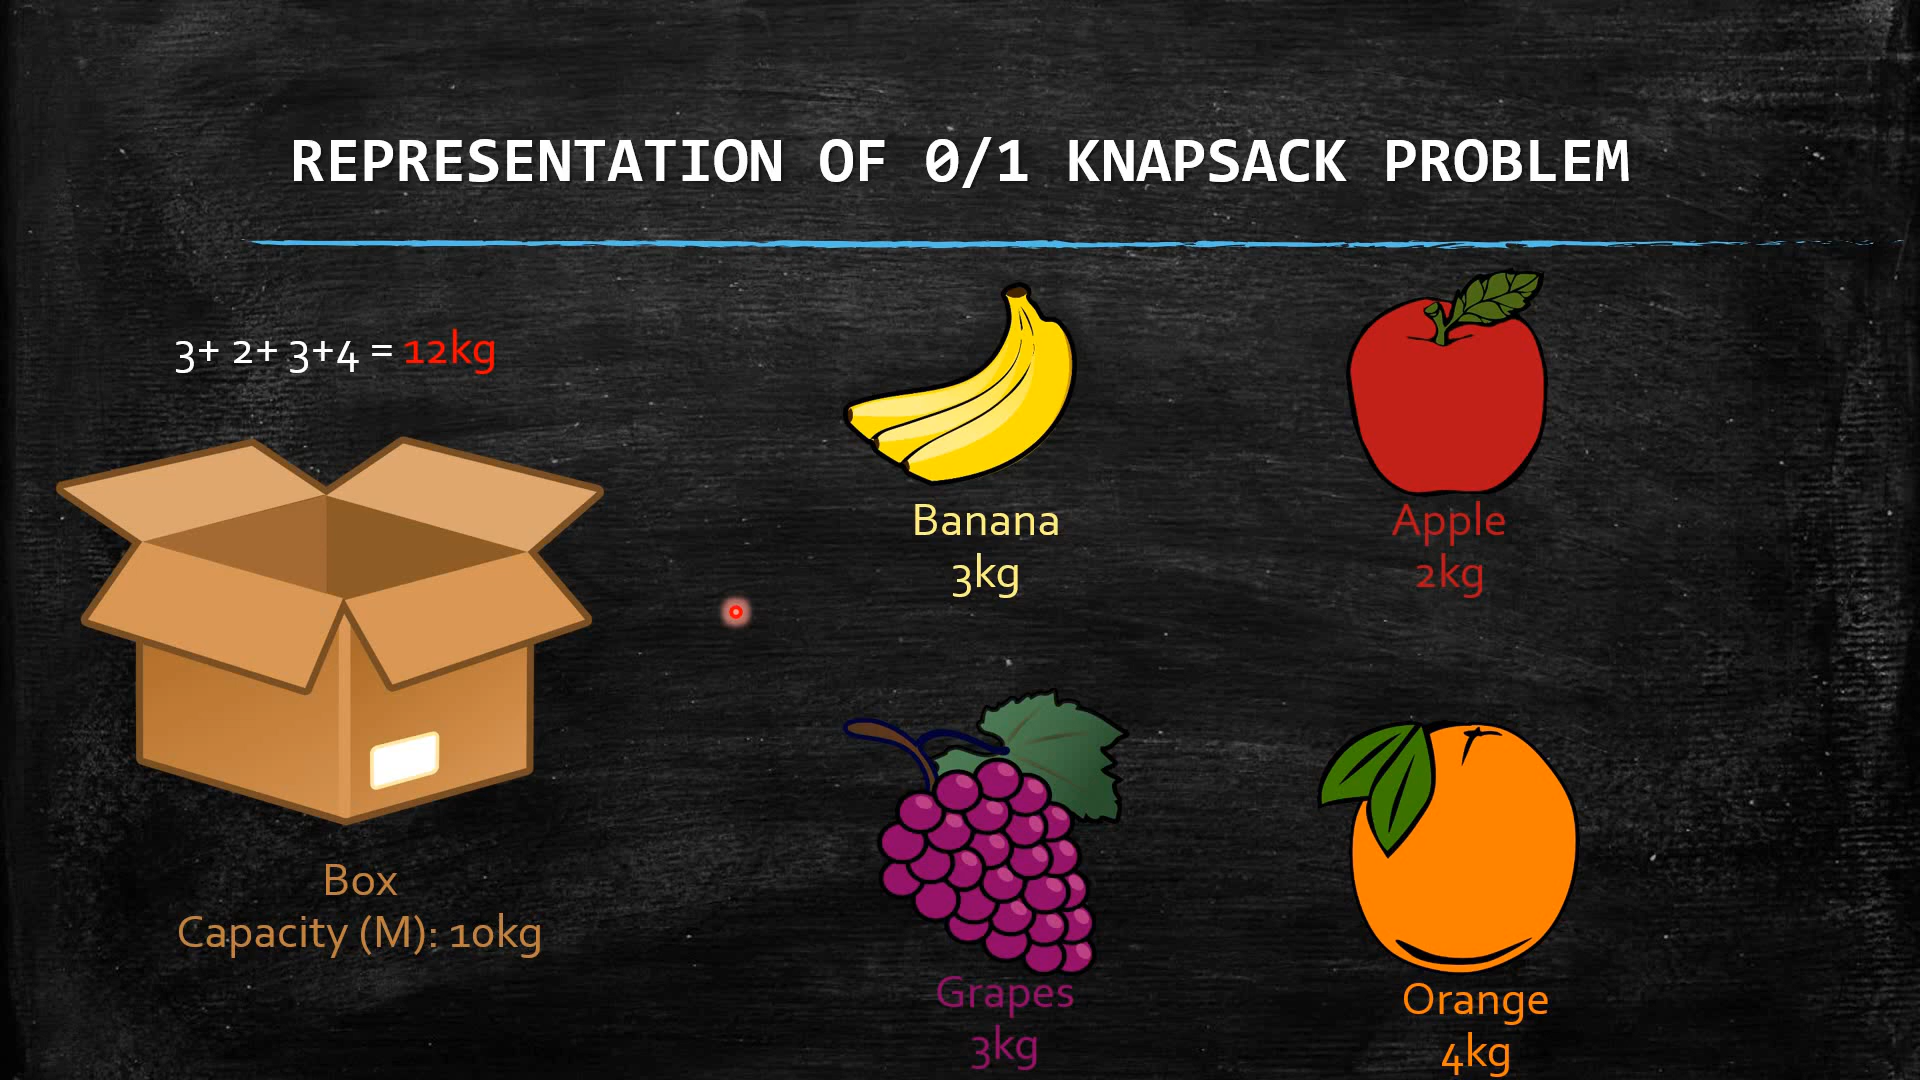 REPRESENTATION OF 0/1 KNAPSACK PROBLEM
3+ 2+ 3+4 = 12kg
Banana
3kg
Apple
2kg
Box
Capacity (M): 10kg
Grapes
3kg
Orange
4kg